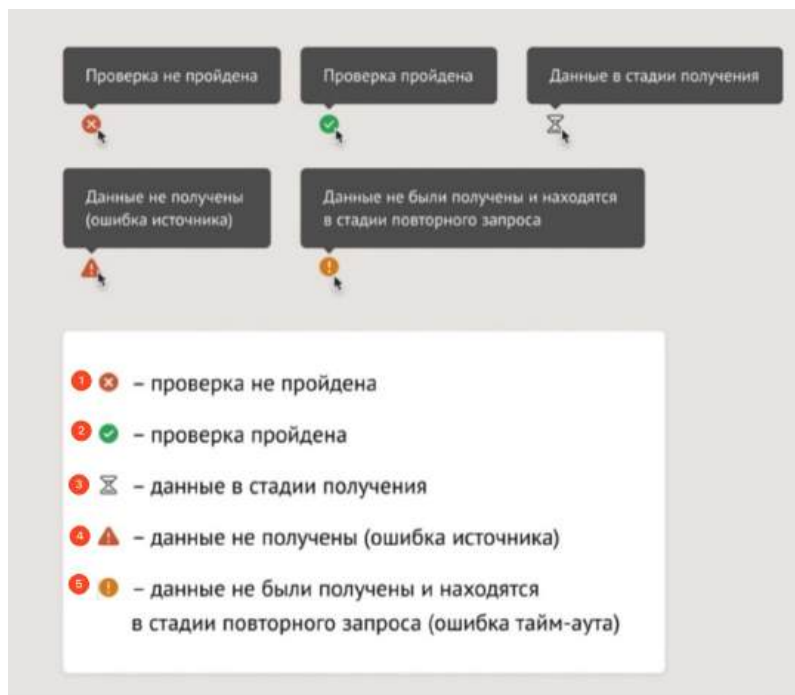 Проверка не пройдена
Проверка пройдена
Данные в стадии получения
Данные не получены
(ошибка источника)
Данные не были получены и находятся
в стадии повторного запроса
1 – проверка не пройдена
2 – проверка пройдена
3 – данные в стадии получения
4 – данные не получены (ошибка источника)
5 – данные не были получены и находятся
в стадии повторного запроса (ошибка тайм-аута)